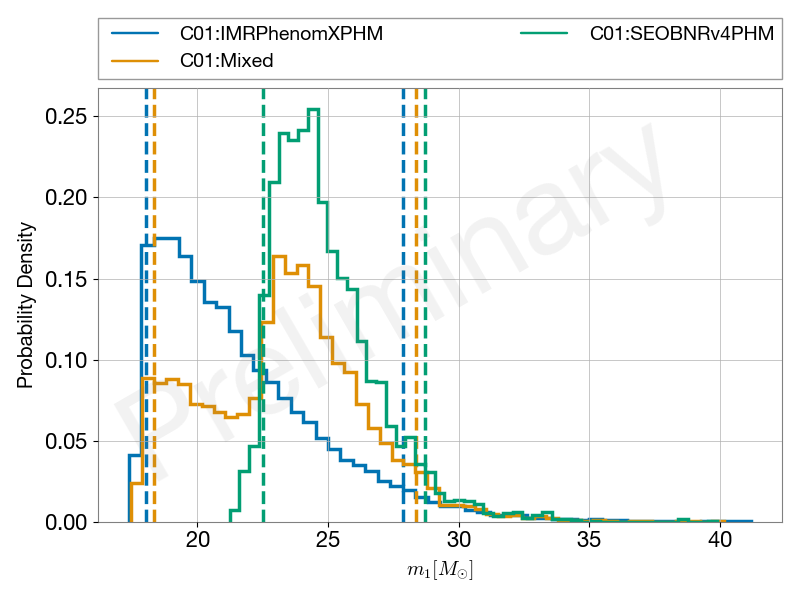 C01:IMRPhenomXPHM
C01:SEOBNRv4PHM
C01:Mixed
Preliminary
Probability Density
0.25
0.20
0.15
0.10
0.05
0.00
20
25
30
35
40
m₁[M⊙]